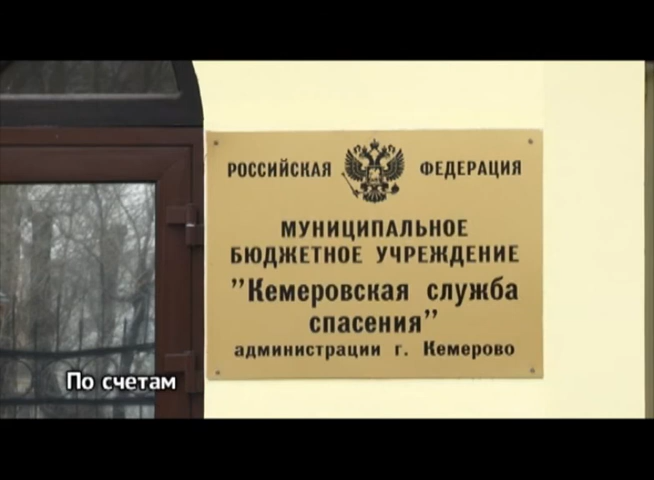 РОССИЙСКАЯ ФЕДЕРАЦИЯ
МУНИЦИПАЛЬНОЕ
БЮДЖЕТНОЕ УЧРЕЖДЕНИЕ
"Кемеровская служба
спасения"
администрации г. Кемерово
По счетам